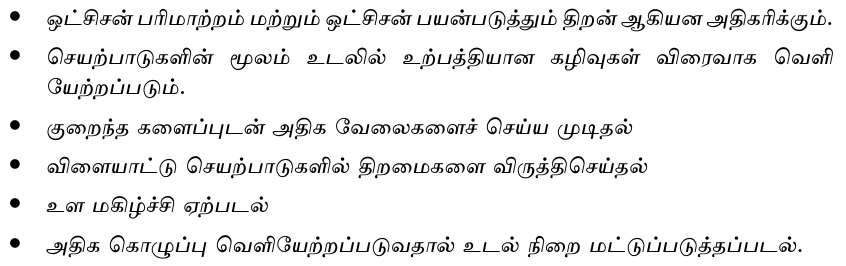 • ஒட்சிசன் பரிமாற்றம் மற்றும் ஒட்சிசன் பயன்படுத்தும் திறன் ஆகியன அதிகரிக்கும்.
• செயற்பாடுகளின் மூலம் உடலில் உற்பத்தியான கழிவுகள் விரைவாக வெளி
யேற்றப்படும்.
• குறைந்த களைப்புடன் அதிக வேலைகளைச் செய்ய முடிதல்
• விளையாட்டு செயற்பாடுகளில் திறமைகளை விருத்திசெய்தல்
• உள மகிழ்ச்சி ஏற்படல்
• அதிக கொழுப்பு வெளியேற்றப்படுவதால் உடல் நிறை மட்டுப்படுத்தப்படல்.